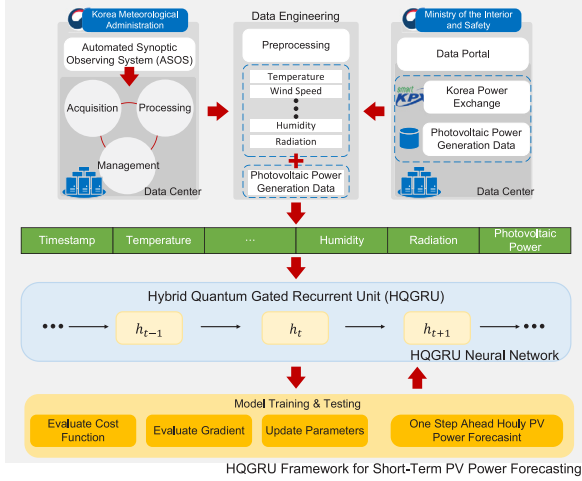 Korea Meteorological
Administration
Automated Synoptic
Observing System (ASOS)
Acquisition
Processing
Management
Data Center
Data Engineering
Preprocessing
Temperature
Wind Speed
Humidity
Radiation
Photovoltaic Power
Generation Data
Ministry of the Interior
and Safety
Data Portal
smart
KPX
Korea Power
Exchange
Photovoltaic Power
Generation Data
Data Center
Timestamp
Temperature
...
Humidity
Radiation
Photovoltaic
Power
Hybrid Quantum Gated Recurrent Unit (HQGRU)
••• h_{t−1} h_t h_{t+1} •••
HQGRU Neural Network
Model Training & Testing
Evaluate Cost
Function
Evaluate Gradient
Update Parameters
One Step Ahead Houly PV
Power Forecasint
HQGRU Framework for Short-Term PV Power Forecasting